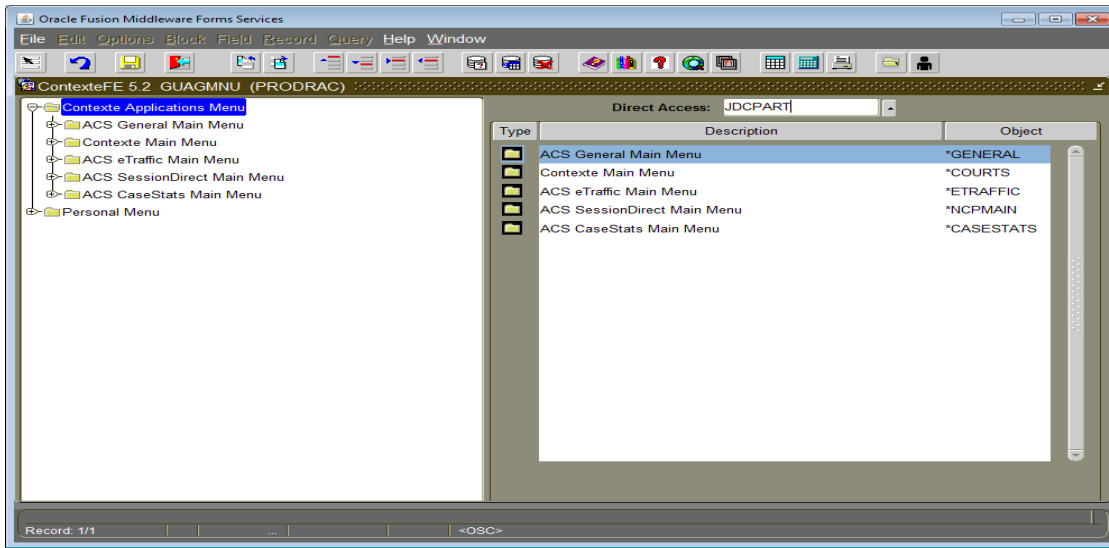 Oracle Fusion Middleware Forms Services
File Edit Options Block Field Record Query Help Window
ContexteFE 5.2 GUAGMNU (PRODRAC)
Contexte Applications Menu
ACS General Main Menu
Contexte Main Menu
ACS eTraffic Main Menu
ACS SessionDirect Main Menu
ACS CaseStats Main Menu
Personal Menu
Direct Access: JDCPART
Type Description Object
ACS General Main Menu *GENERAL
Contexte Main Menu *COURTS
ACS eTraffic Main Menu *ETRAFFIC
ACS SessionDirect Main Menu *NCPMAIN
ACS CaseStats Main Menu *CASESTATS
Record: 1/1 ... <OSC>